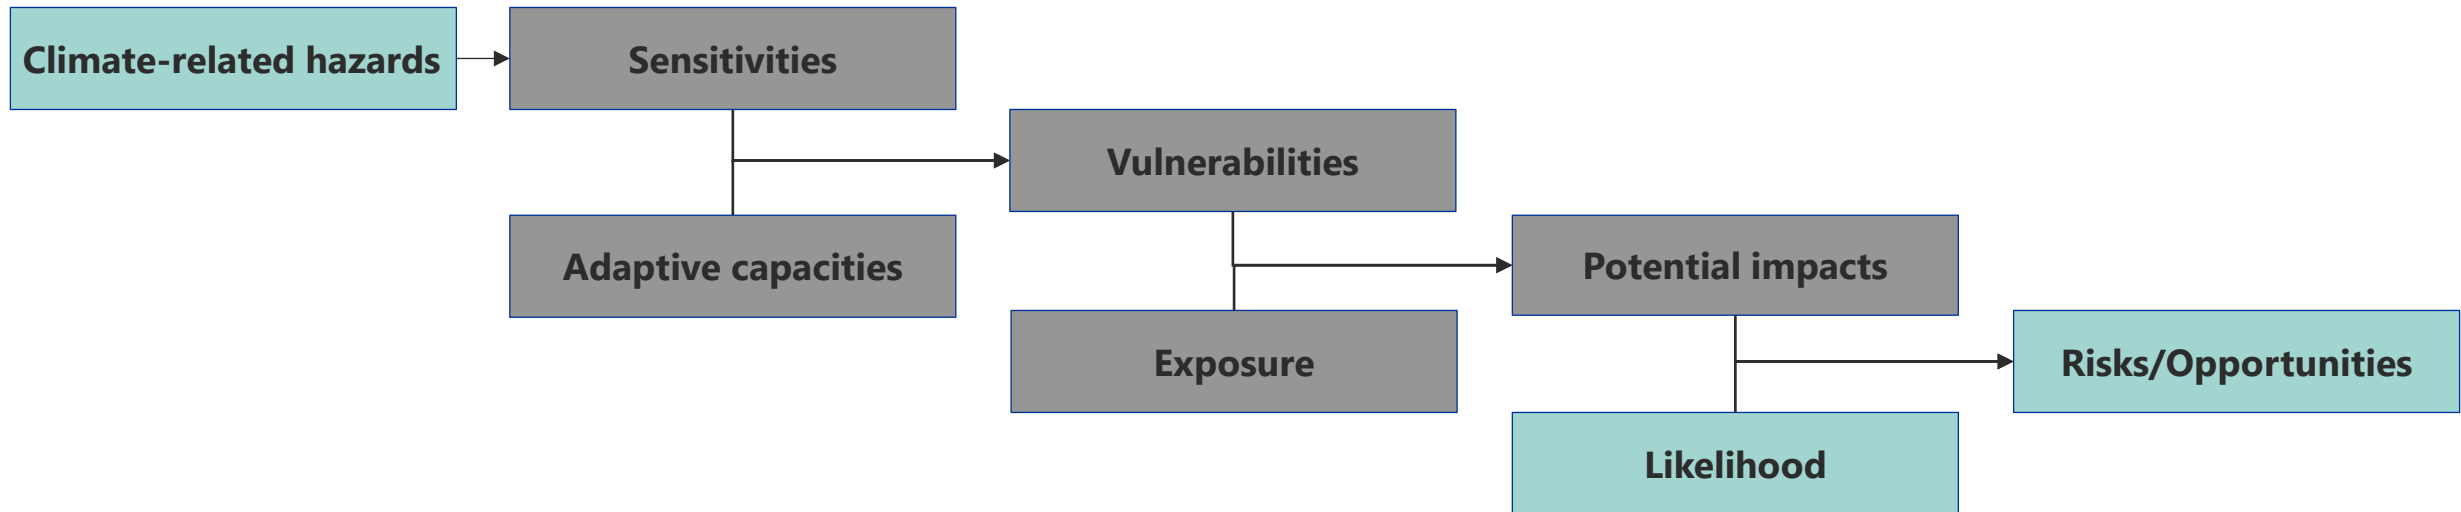 Climate-related hazards
Sensitivities
Vulnerabilities
Adaptive capacities
Potential impacts
Exposure
Risks/Opportunities
Likelihood